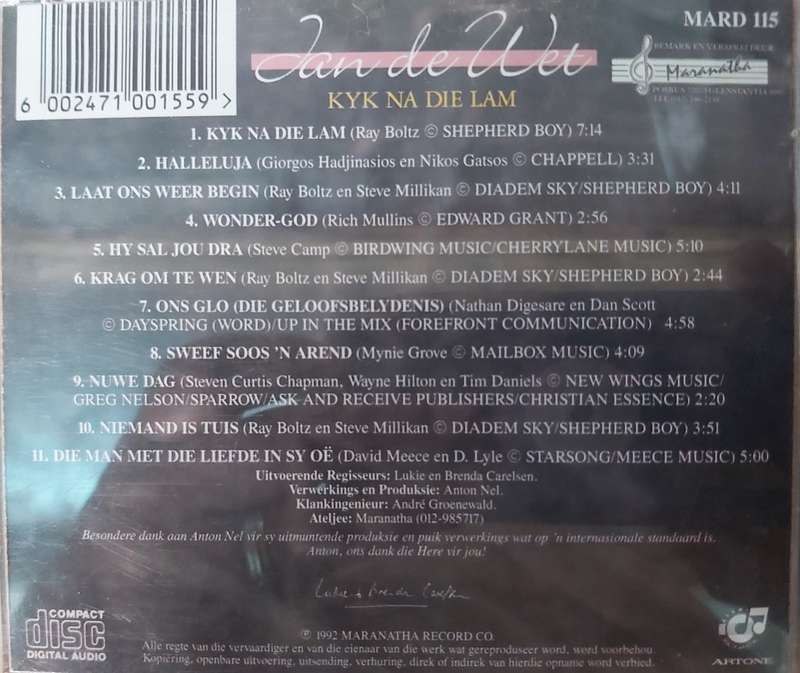 MARD 115
Jan de Wet
KYK NA DIE LAM
BEMARK EN VERSPREI DEUR
Maranatha
6 002471 001559 >
1. KYK NA DIE LAM (Ray Boltz © SHEPHERD BOY) 7:14
2. HALLELUJA (Giorgos Hadjinasios en Nikos Gatsos © CHAPPELL) 3:31
3. LAAT ONS WEER BEGIN (Ray Boltz en Steve Millikan © DIADEM SKY/SHEPHERD BOY) 4:11
4. WONDER-GOD (Rich Mullins © EDWARD GRANT) 2:56
5. HY SAL JOU DRA (Steve Camp © BIRDWING MUSIC/CHERRYLANE MUSIC) 5:10
6. KRAG OM TE WEN (Ray Boltz en Steve Millikan © DIADEM SKY/SHEPHERD BOY) 2:44
7. ONS GLO (DIE GELOOFSBELYDENIS) (Nathan Digesare en Dan Scott
© DAYSPRING (WORD)/UP IN THE MIX (FOREFRONT COMMUNICATION) 4:58
8. SWEEF SOOS 'N AREND (Mynie Grove © MAILBOX MUSIC) 4:09
9. NUWE DAG (Steven Curtis Chapman, Wayne Hilton en Tim Daniels © NEW WINGS MUSIC/
GREG NELSON/SPARROW/ASK AND RECEIVE PUBLISHERS/CHRISTIAN ESSENCE) 2:20
10. NIEMAND IS TUIS (Ray Boltz en Steve Millikan © DIADEM SKY/SHEPHERD BOY) 3:51
11. DIE MAN MET DIE LIEFDE IN SY OË (David Meece en D. Lyle © STARSONG/MEECE MUSIC) 5:00
Uitvoerende Regisseurs: Lukie en Brenda Carelsen.
Verwerkings en Produksie: Anton Nel.
Klankingenieur: André Groenewald.
Ateljee: Maranatha (012-985717)
Besondere dank aan Anton Nel vir sy uitmuntende produksie en puik verwerkings wat op 'n internasionale standaard is.
Anton, ons dank die Here vir jou!
Lukie + Brenda Carelsen
℗ 1992 MARANATHA RECORD CO.
Alle regte van die vervaardiger en van die eienaar van die werk wat gereproduseer word, word voorbehou.
Kopiëring, openbare uitvoering, uitsending, verhuring, direk of indirek van hierdie opname word verbied.
COMPACT
disc
DIGITAL AUDIO
ARTONE